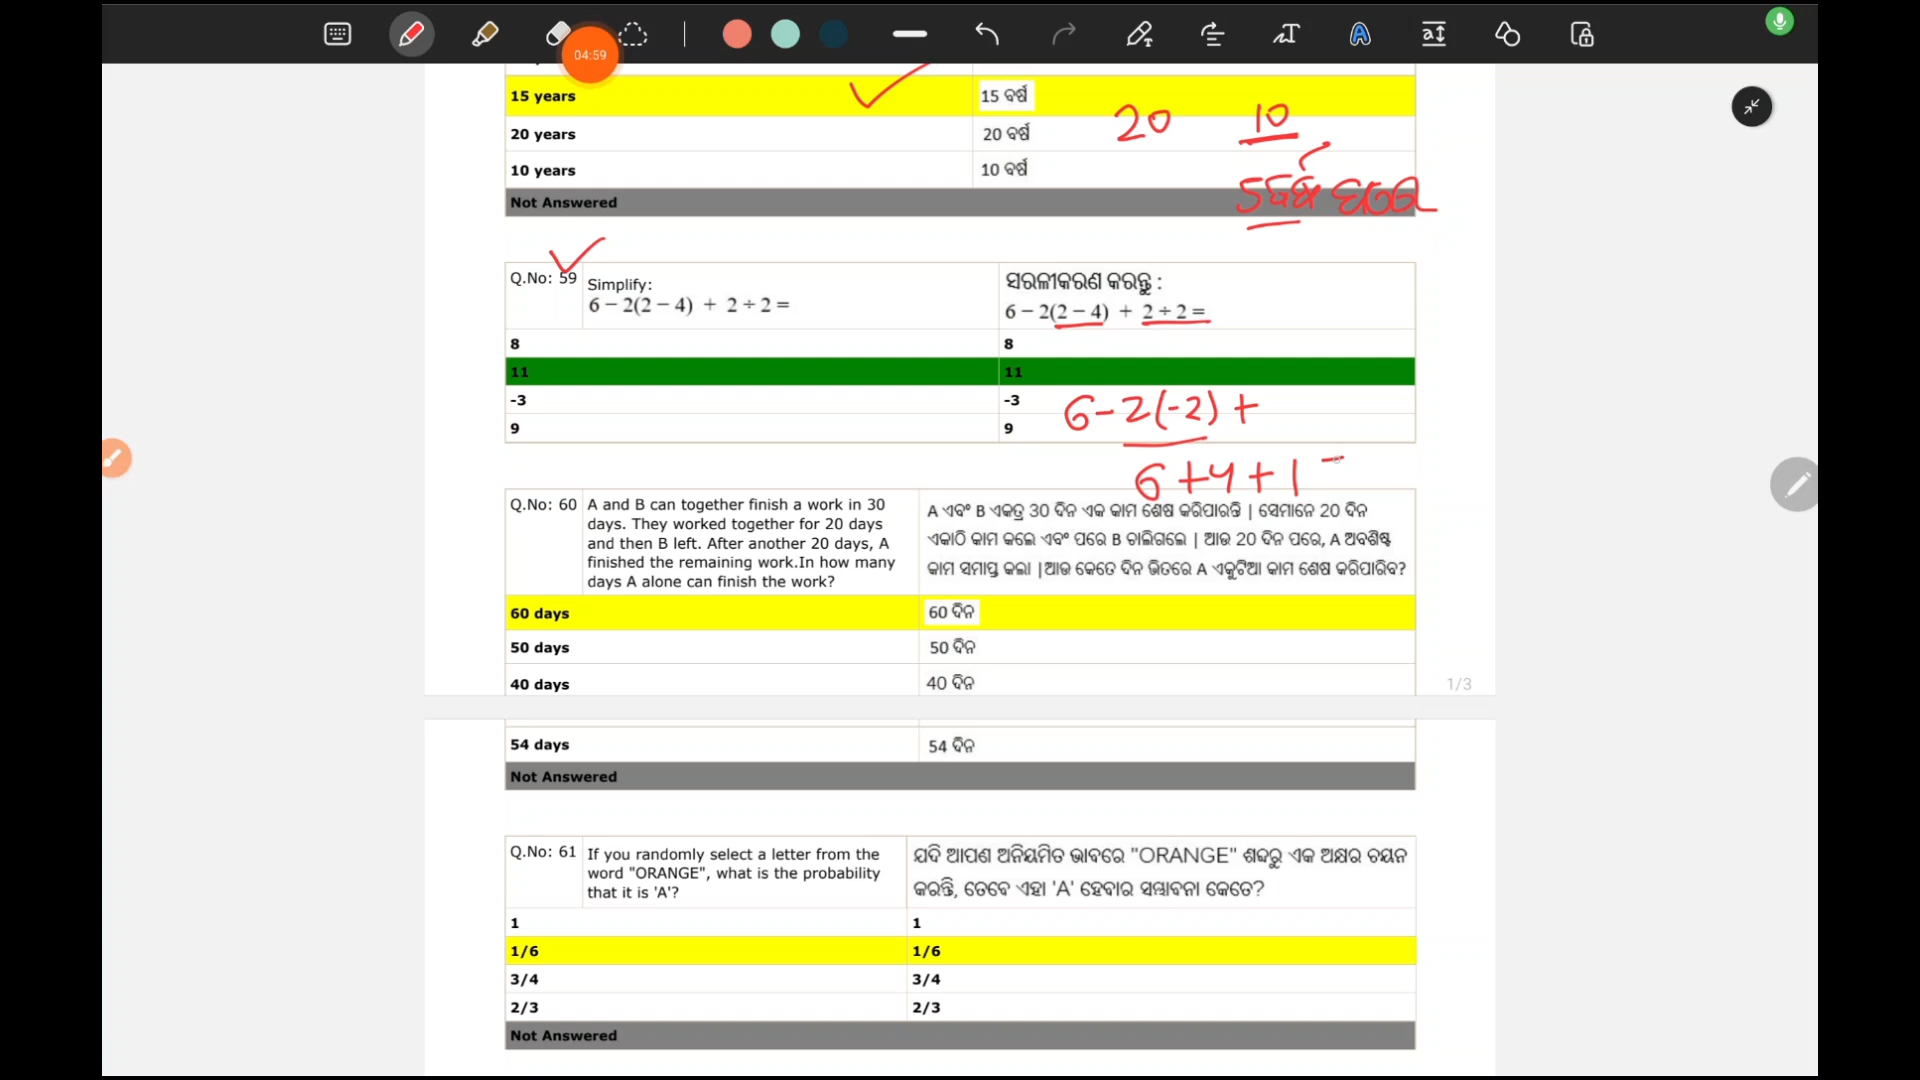 04:59
15 years 15 ବର୍ଷ
20 10
20 years 20 ବର୍ଷ
10 years 10 ବର୍ଷ
Not Answered
Q.No: 59 Simplify: ସରଳୀକରଣ କରନ୍ତୁ :
6 − 2(2 − 4) + 2 ÷ 2 = 6 − 2(2 − 4) + 2 ÷ 2 =
8 8
11 11
-3 -3
6-2(-2)+
9 9
6+4+1
Q.No: 60 A and B can together finish a work in 30
days. They worked together for 20 days
and then B left. After another 20 days, A
finished the remaining work.In how many
days A alone can finish the work?
A ଏବଂ B ଏକତ୍ର 30 ଦିନ ଏକ କାମ ଶେଷ କରିପାରନ୍ତି | ସେମାନେ 20 ଦିନ
ଏକାଠି କାମ କଲେ ଏବଂ ପରେ B ଚାଲିଗଲେ | ଆଉ 20 ଦିନ ପରେ, A ଅବଶିଷ୍ଟ
କାମ ସମାପ୍ତ କଲା |ଆଉ କେତେ ଦିନ ଭିତରେ A ଏକୁଟିଆ କାମ ଶେଷ କରିପାରିବ?
60 days 60 ଦିନ
50 days 50 ଦିନ
40 days 40 ଦିନ
1/3
54 days 54 ଦିନ
Not Answered
Q.No: 61 If you randomly select a letter from the
word "ORANGE", what is the probability
that it is 'A'?
ଯଦି ଆପଣ ଅନିୟମିତ ଭାବରେ "ORANGE" ଶବ୍ଦରୁ ଏକ ଅକ୍ଷର ଚୟନ
କରନ୍ତି, ତେବେ ଏହା 'A' ହେବାର ସମ୍ଭାବନା କେତେ?
1 1
1/6 1/6
3/4 3/4
2/3 2/3
Not Answered